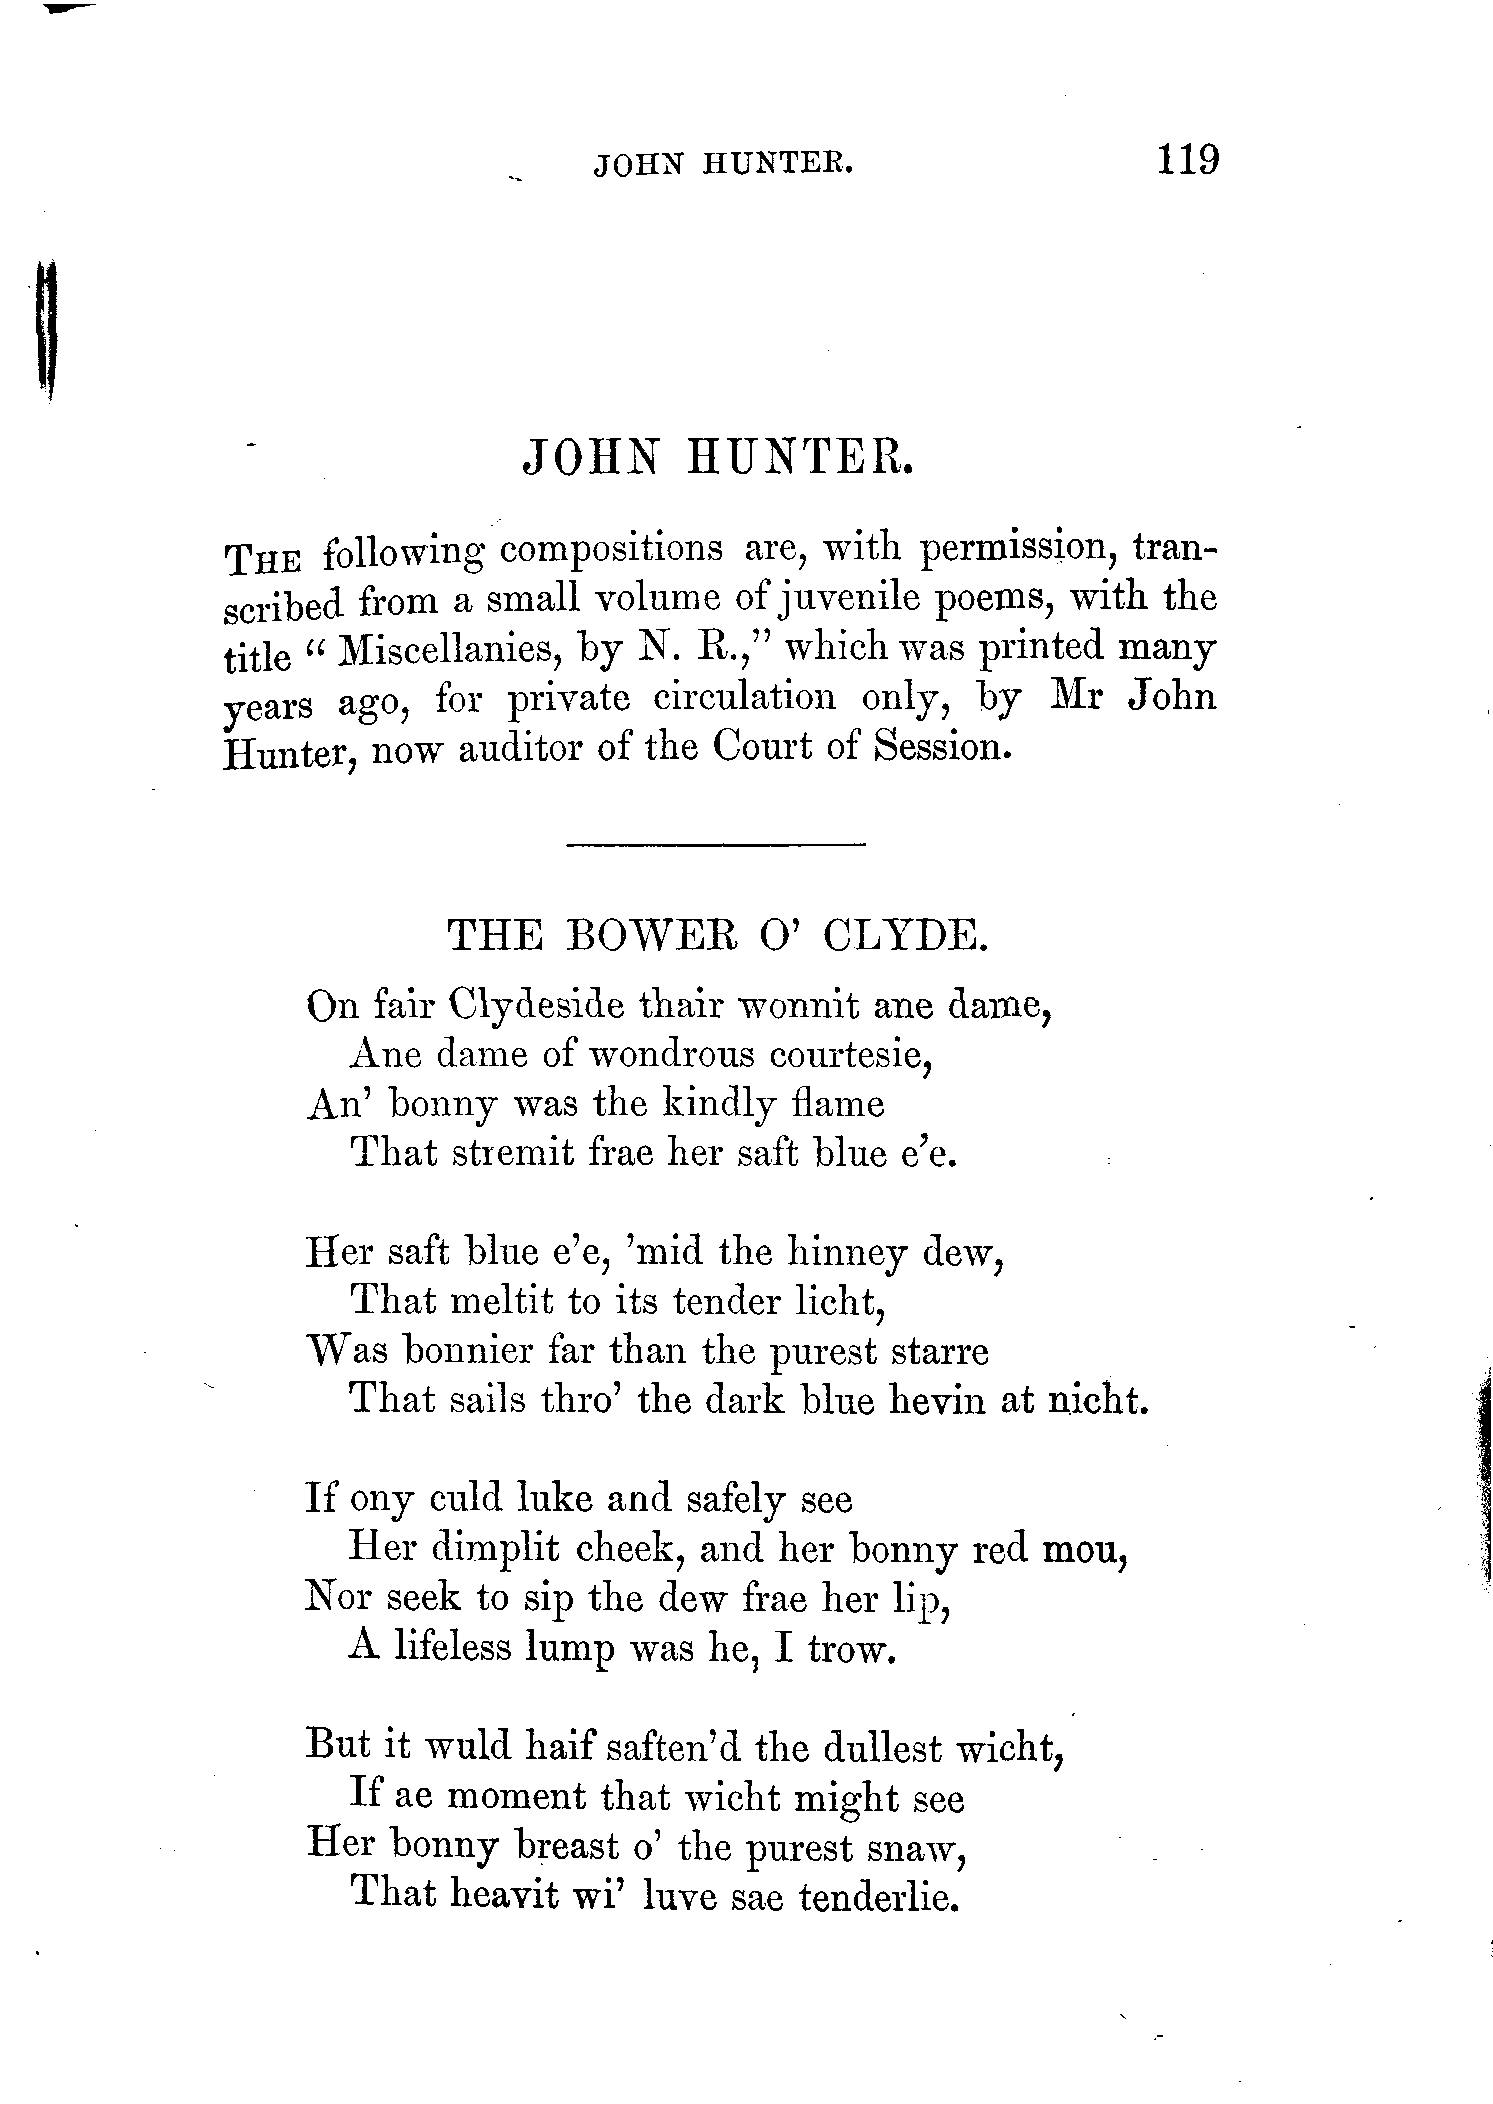 JOHN HUNTER. 119
JOHN HUNTER.
THE following compositions are, with permission, tran-
scribed from a small volume of juvenile poems, with the
title “ Miscellanies, by N. R.,” which was printed many
years ago, for private circulation only, by Mr John
Hunter, now auditor of the Court of Session.
THE BOWER O’ CLYDE.
On fair Clydeside thair wonnit ane dame,
Ane dame of wondrous courtesie,
An’ bonny was the kindly flame
That stremit frae her saft blue e’e.
Her saft blue e’e, ’mid the hinney dew,
That meltit to its tender licht,
Was bonnier far than the purest starre
That sails thro’ the dark blue hevin at nicht.
If ony culd luke and safely see
Her dimplit cheek, and her bonny red mou,
Nor seek to sip the dew frae her lip,
A lifeless lump was he, I trow.
But it wuld haif saften’d the dullest wicht,
If ae moment that wicht might see
Her bonny breast o’ the purest snaw,
That heavit wi’ luve sae tenderlie.